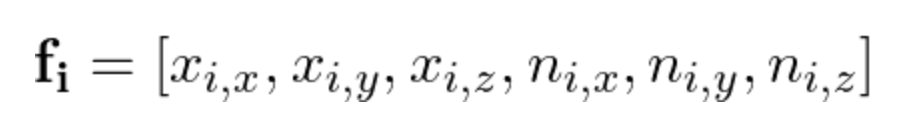 f_i = [x_{i,x}, x_{i,y}, x_{i,z}, n_{i,x}, n_{i,y}, n_{i,z}]